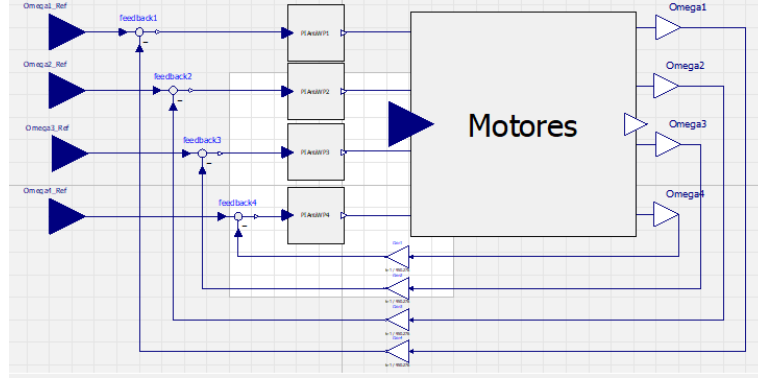 Omega1_Ref
feedback1
Omega1
PIAntiWP1
Omega2_Ref
feedback2
Omega2
PIAntiWP2
Motores
Omega3_Ref
feedback3
Omega3
PIAntiWP3
Omega4_Ref
feedback4
Omega4
PIAntiWP4